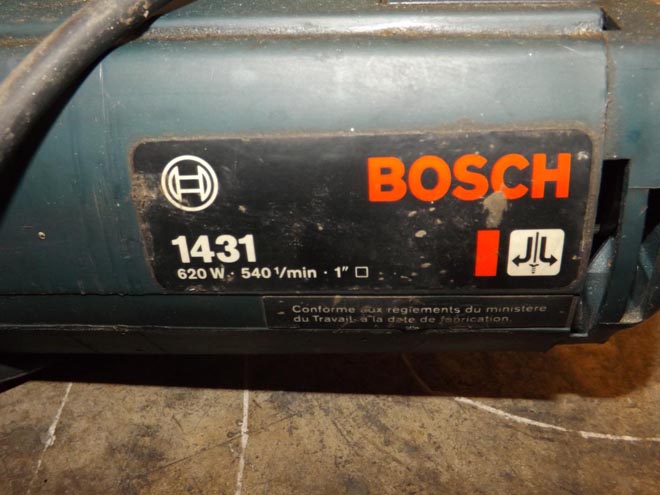 BOSCH
1431
620 W · 540 1/min · 1" □
Conforme aux règlements du ministère
du Travail à la date de fabrication.